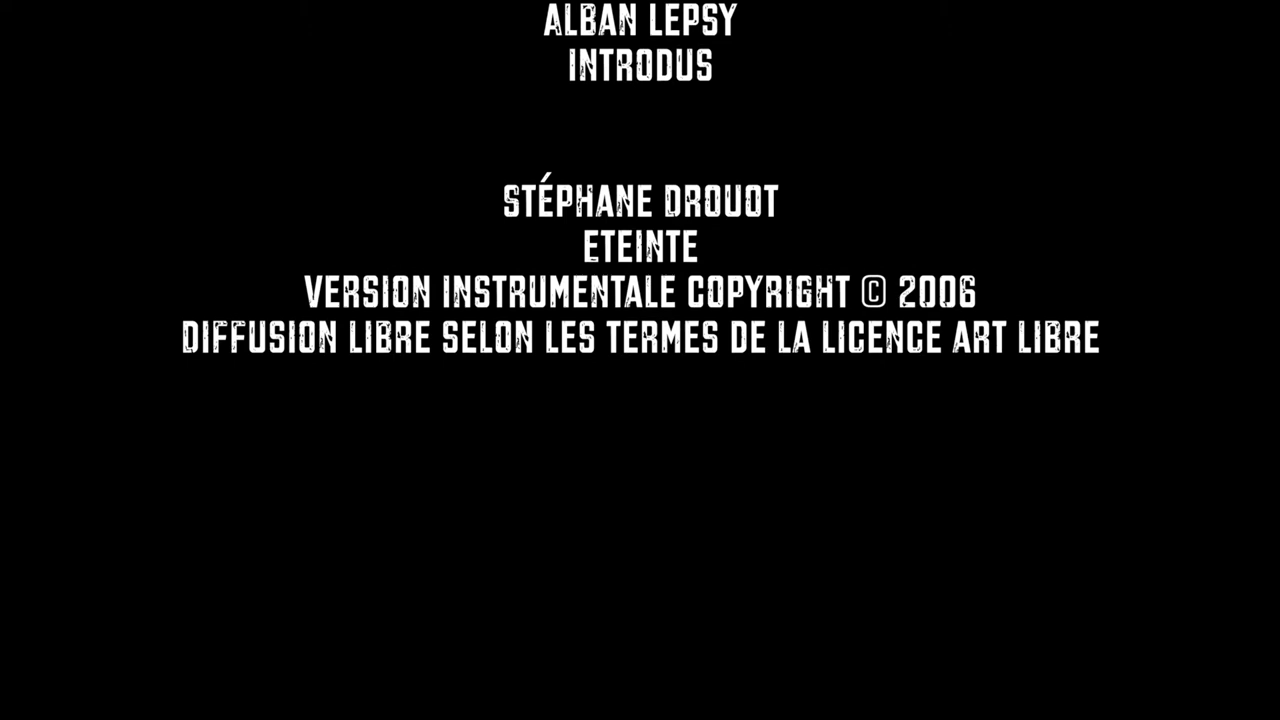 ALBAN LEPSY
INTRODUS
STÉPHANE DROUOT
ETEINTE
VERSION INSTRUMENTALE COPYRIGHT © 2006
DIFFUSION LIBRE SELON LES TERMES DE LA LICENCE ART LIBRE